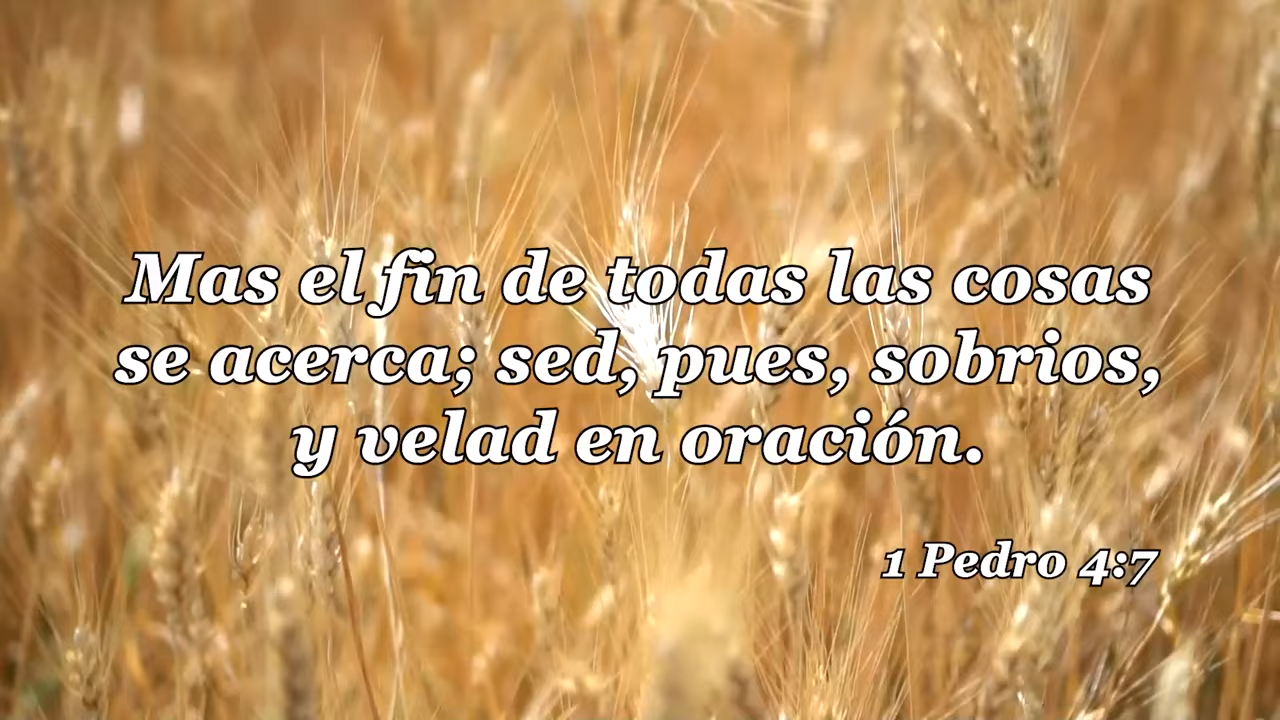 Mas el fin de todas las cosas
se acerca; sed, pues, sobrios,
y velad en oración.
1 Pedro 4:7